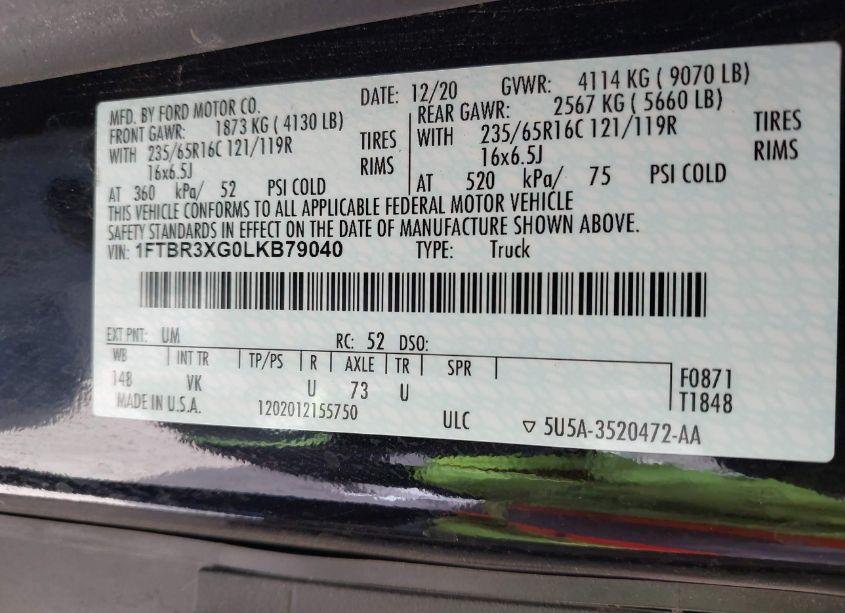 MFD. BY FORD MOTOR CO.
DATE: 12/20 GVWR: 4114 KG ( 9070 LB)
FRONT GAWR: 1873 KG ( 4130 LB)
REAR GAWR: 2567 KG ( 5660 LB)
WITH 235/65R16C 121/119R TIRES
WITH 235/65R16C 121/119R TIRES
16x6.5J RIMS
16x6.5J RIMS
AT 360 kPa/ 52 PSI COLD
AT 520 kPa/ 75 PSI COLD
THIS VEHICLE CONFORMS TO ALL APPLICABLE FEDERAL MOTOR VEHICLE
SAFETY STANDARDS IN EFFECT ON THE DATE OF MANUFACTURE SHOWN ABOVE.
VIN: 1FTBR3XG0LKB79040 TYPE: Truck
EXT PNT: UM RC: 52 DSO:
WB INT TR TP/PS R AXLE TR SPR
148 VK U 73 U
F0871
T1848
MADE IN U.S.A. 1202012155750 ULC ▽ 5U5A-3520472-AA